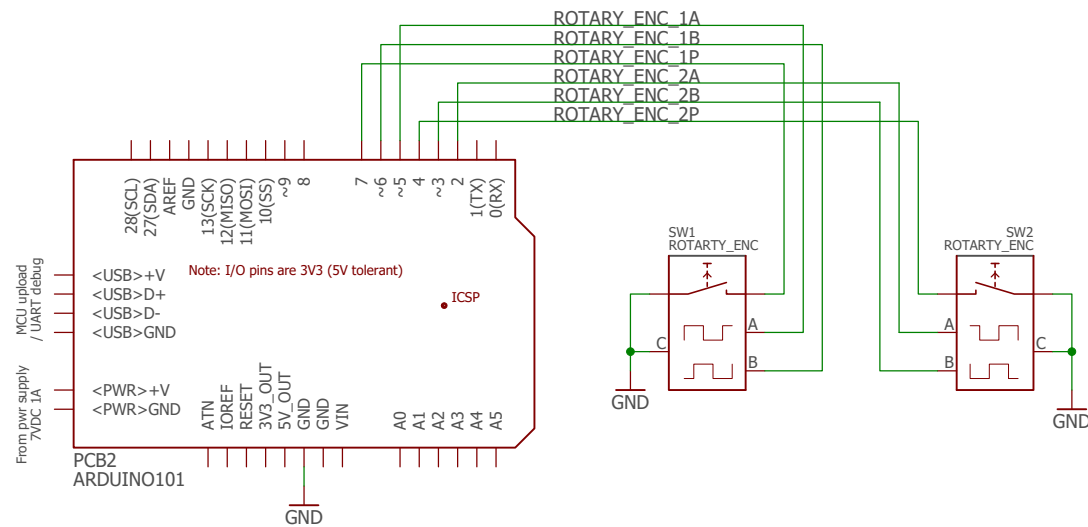 ROTARY_ENC_1A
ROTARY_ENC_1B
ROTARY_ENC_1P
ROTARY_ENC_2A
ROTARY_ENC_2B
ROTARY_ENC_2P
28(SCL)
27(SDA)
AREF
GND
13(SCK)
12(MISO)
11(MOSI)
10(SS)
~9
8
7
~6
~5
4
~3
2
1(TX)
0(RX)
Note: I/O pins are 3V3 (5V tolerant)
ICSP
MCU upload
/ UART debug
<USB>+V
<USB>D+
<USB>D-
<USB>GND
From pwr supply
7VDC 1A
<PWR>+V
<PWR>GND
ATN
IOREF
RESET
3V3_OUT
5V_OUT
GND
GND
VIN
A0
A1
A2
A3
A4
A5
PCB2
ARDUINO101
GND
SW1
ROTARY_ENC
A
C
B
GND
SW2
ROTARTY_ENC
A
C
B
GND